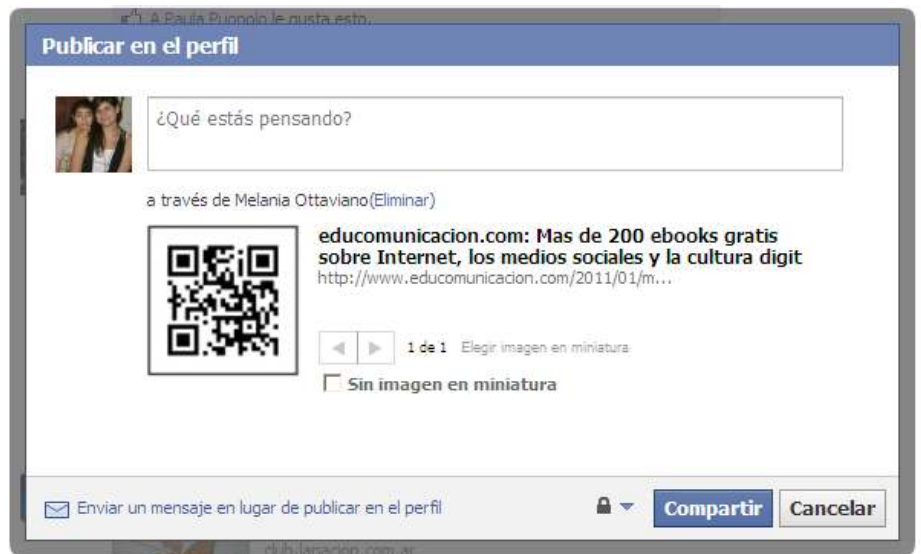 A Paula Pugpolo le gusta esto.
Publicar en el perfil
¿Qué estás pensando?
a través de Melania Ottaviano(Eliminar)
educomunicacion.com: Mas de 200 ebooks gratis
sobre Internet, los medios sociales y la cultura digit
http://www.educomunicacion.com/2011/01/m...
1 de 1 Elegir imagen en miniatura
Sin imagen en miniatura
Enviar un mensaje en lugar de publicar en el perfil
Compartir
Cancelar
club.lanacion.com.ar